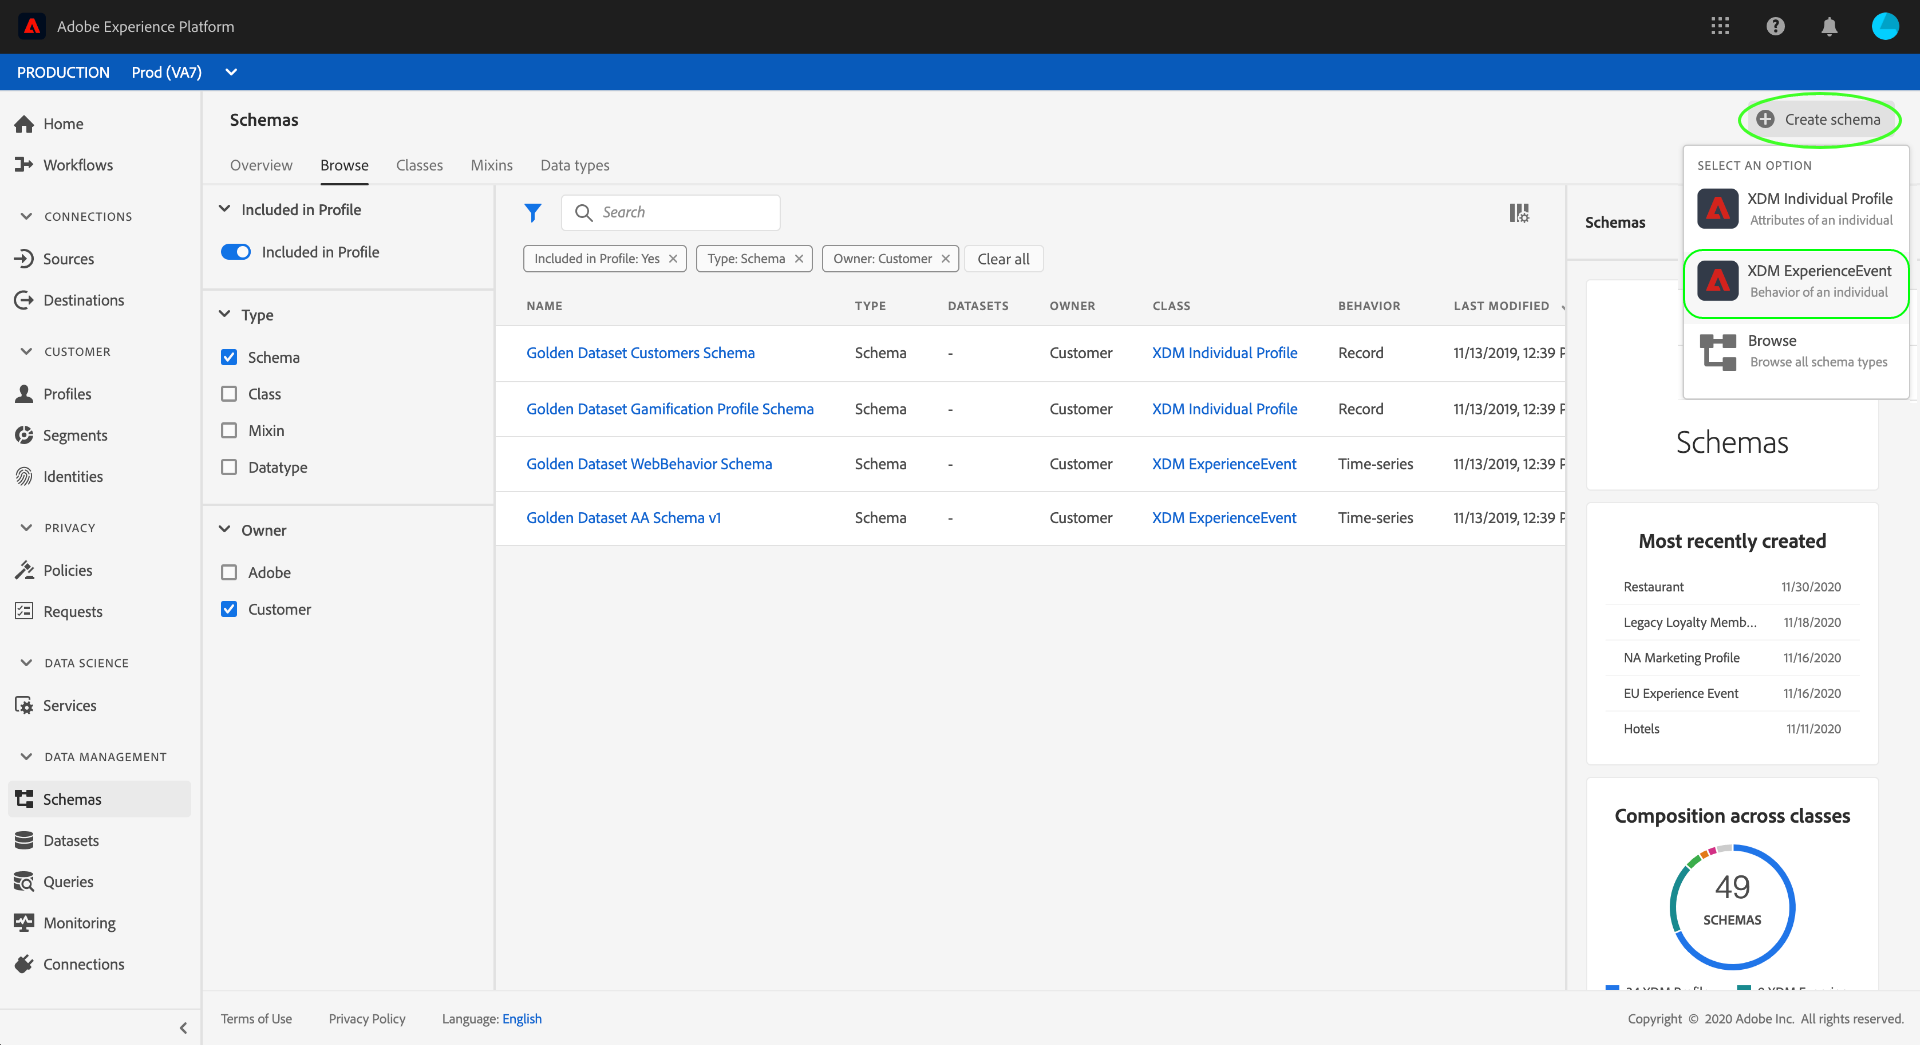 Adobe Experience Platform
PRODUCTION Prod (VA7)
Home
Workflows
CONNECTIONS
Sources
Destinations
CUSTOMER
Profiles
Segments
Identities
PRIVACY
Policies
Requests
DATA SCIENCE
Services
DATA MANAGEMENT
Schemas
Datasets
Queries
Monitoring
Connections
Schemas
Overview Browse Classes Mixins Data types
Included in Profile
Included in Profile
Type
Schema
Class
Mixin
Datatype
Owner
Adobe
Customer
Search
Included in Profile: Yes Type: Schema Owner: Customer Clear all
NAME TYPE DATASETS OWNER CLASS BEHAVIOR LAST MODIFIED
Golden Dataset Customers Schema Schema - Customer XDM Individual Profile Record 11/13/2019, 12:39 P
Golden Dataset Gamification Profile Schema Schema - Customer XDM Individual Profile Record 11/13/2019, 12:39 P
Golden Dataset WebBehavior Schema Schema - Customer XDM ExperienceEvent Time-series 11/13/2019, 12:39 P
Golden Dataset AA Schema v1 Schema - Customer XDM ExperienceEvent Time-series 11/13/2019, 12:39 P
Create schema
SELECT AN OPTION
XDM Individual Profile
Attributes of an individual
XDM ExperienceEvent
Behavior of an individual
Browse
Browse all schema types
Schemas
Schemas
Most recently created
Restaurant 11/30/2020
Legacy Loyalty Memb... 11/18/2020
NA Marketing Profile 11/16/2020
EU Experience Event 11/16/2020
Hotels 11/11/2020
Composition across classes
49
SCHEMAS
Terms of Use Privacy Policy Language: English
Copyright © 2020 Adobe Inc. All rights reserved.